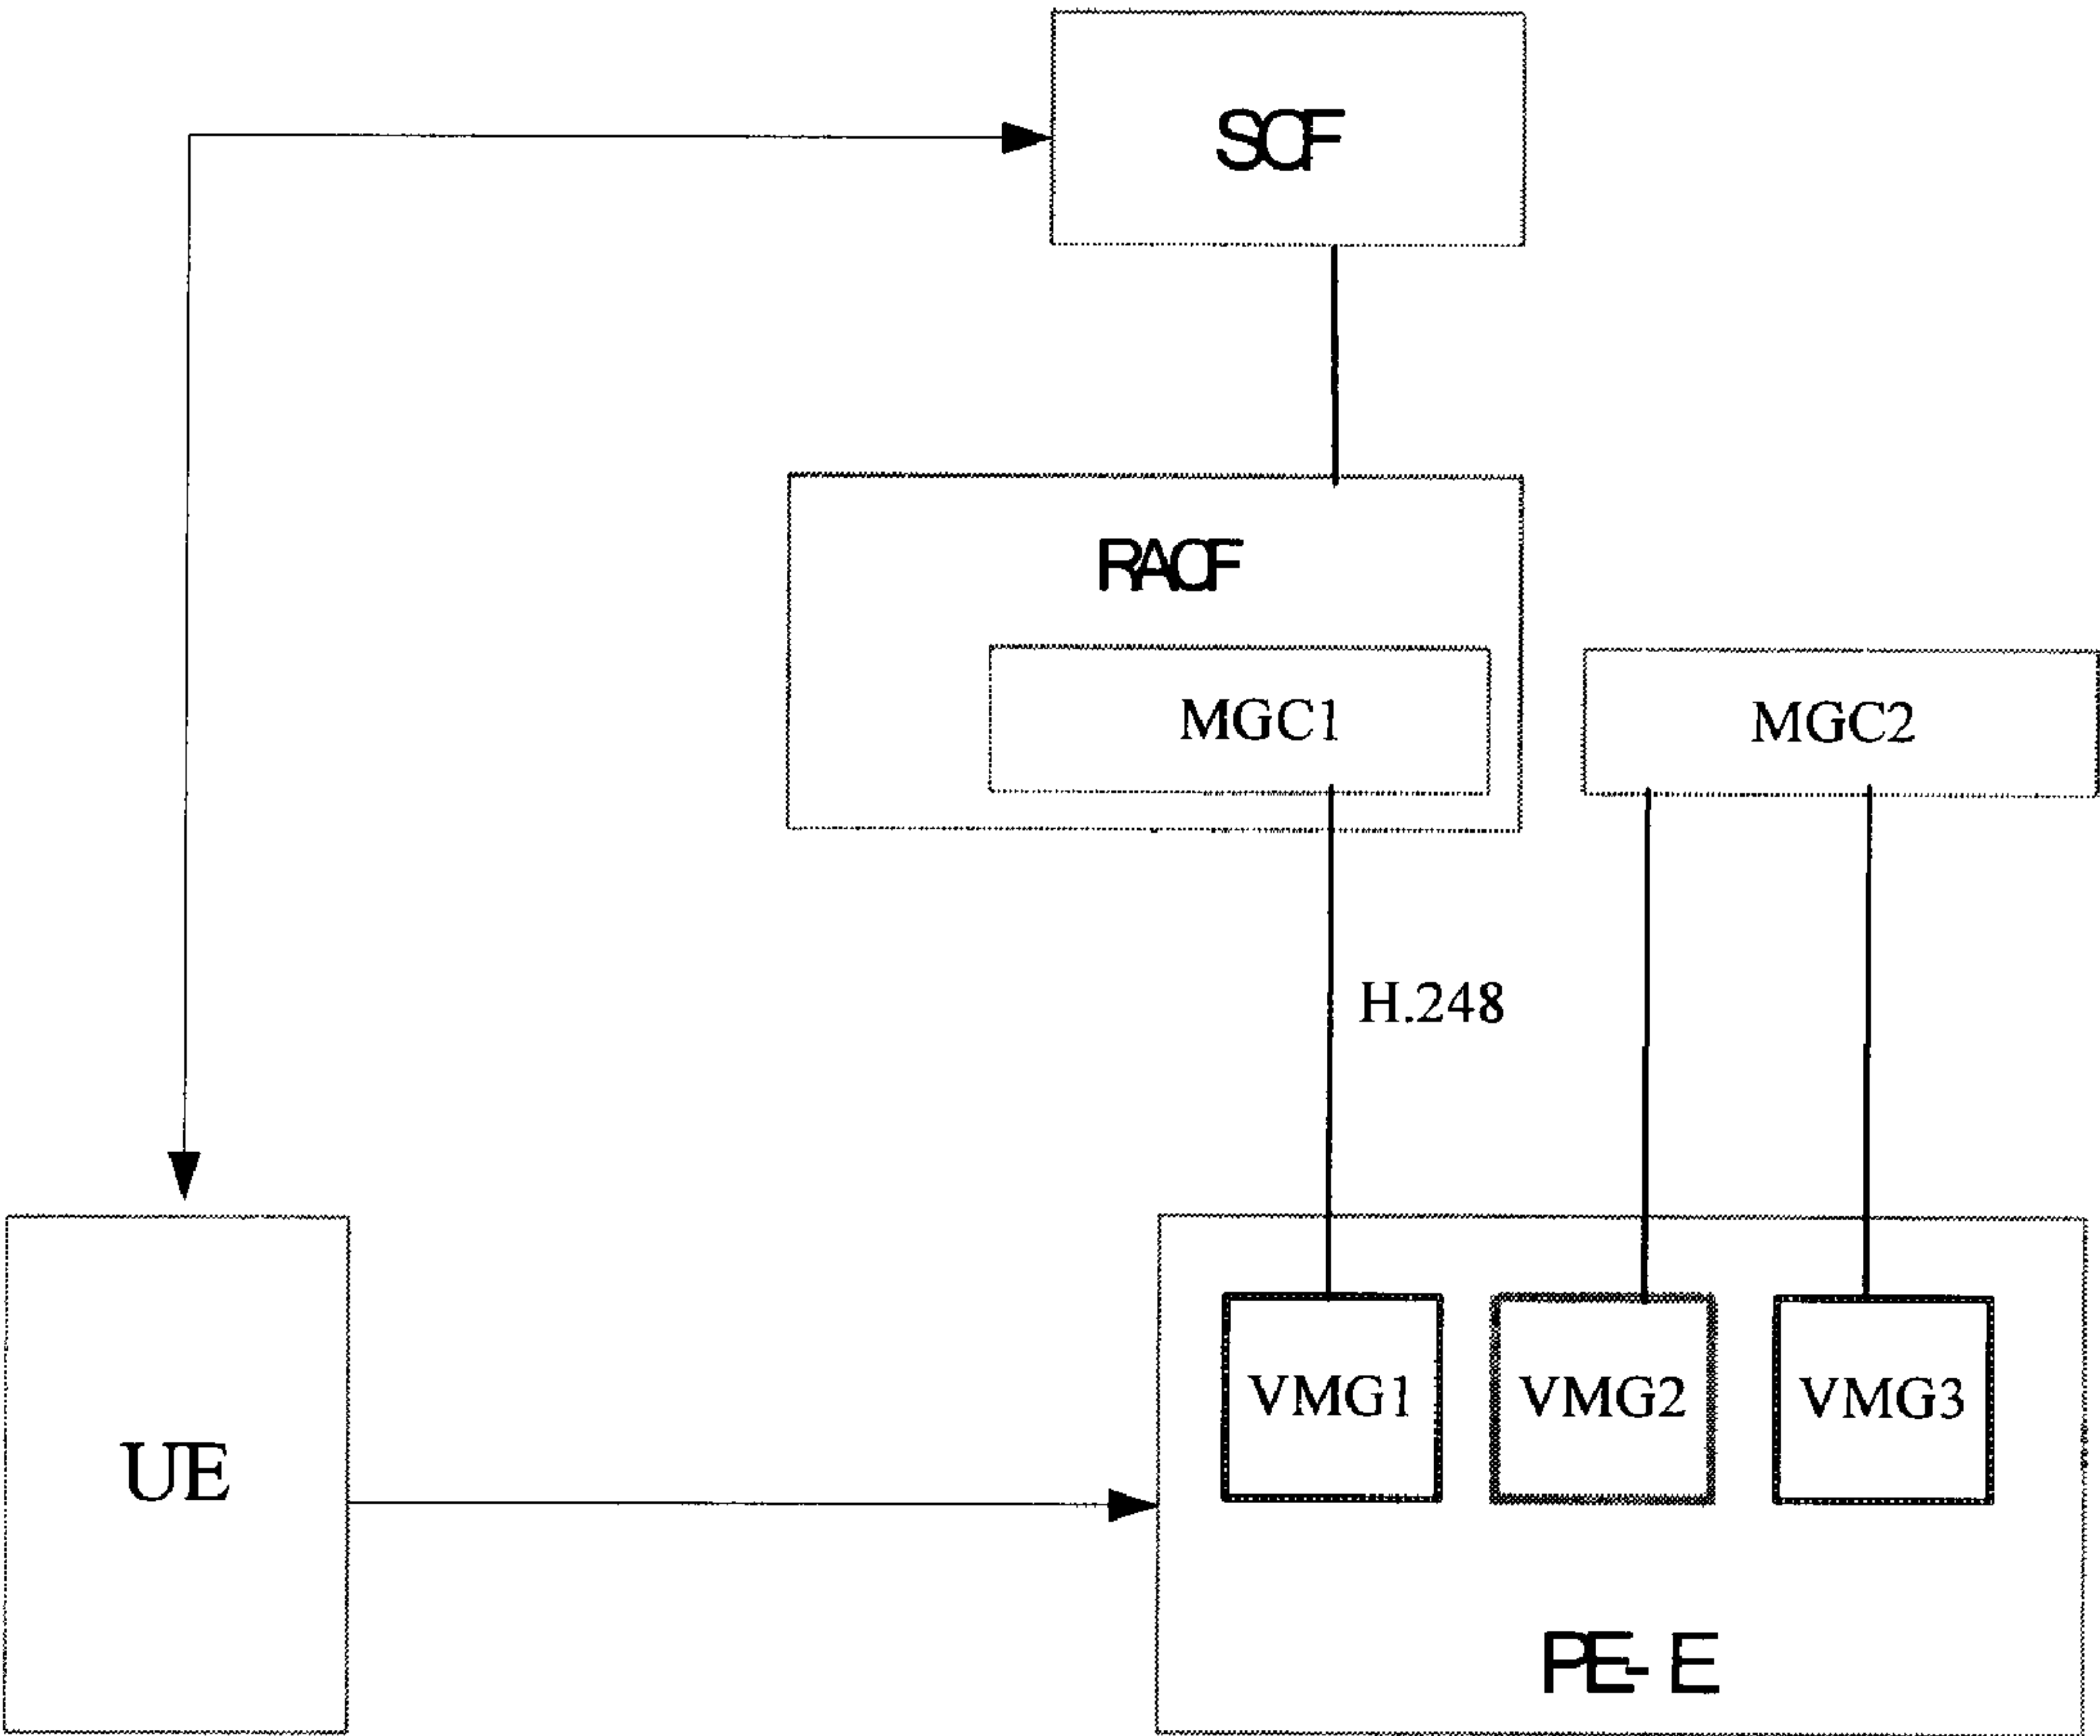 SCF
RACF
MGC1
MGC2
H.248
VMG1
VMG2
VMG3
UE
PE-E